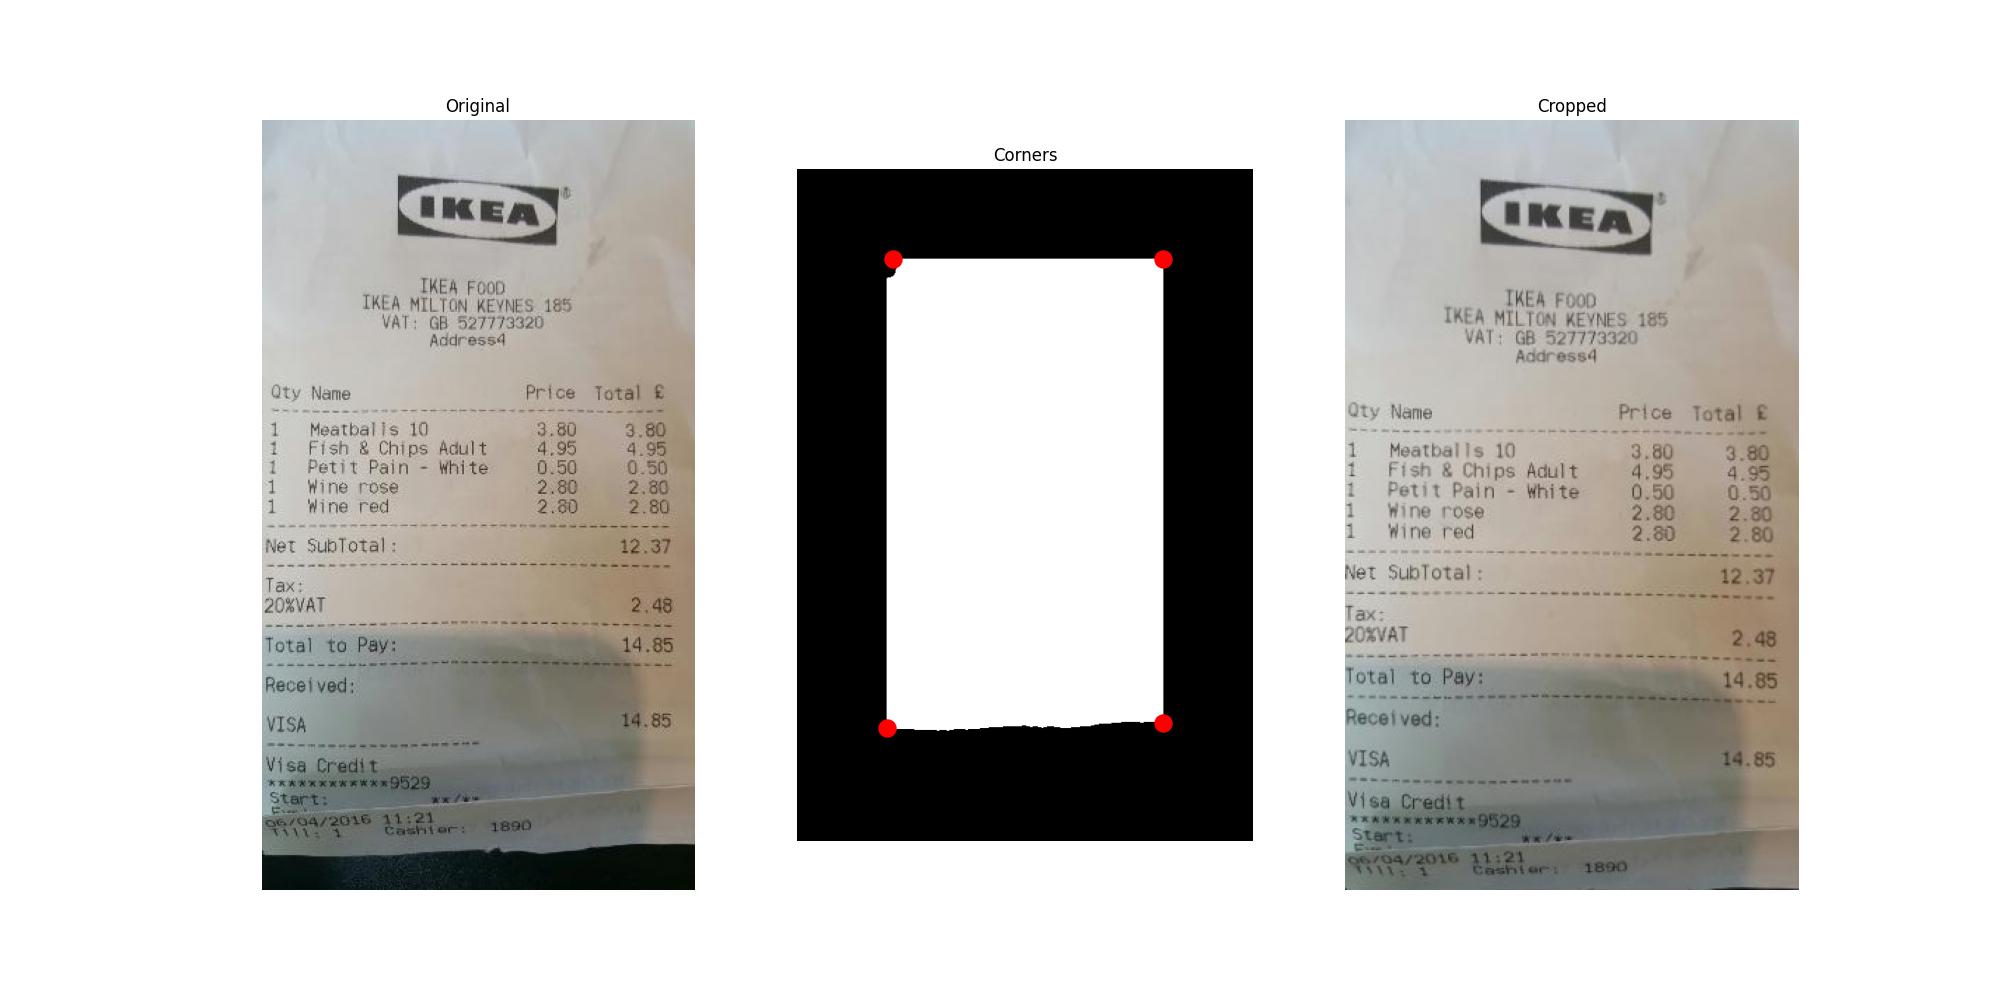 Original
IKEA ®
IKEA FOOD
IKEA MILTON KEYNES 185
VAT: GB 527773320
Address4
Qty Name Price Total £
1 Meatballs 10 3.80 3.80
1 Fish & Chips Adult 4.95 4.95
1 Petit Pain - White 0.50 0.50
1 Wine rose 2.80 2.80
1 Wine red 2.80 2.80
Net SubTotal: 12.37
Tax:
20%VAT 2.48
Total to Pay: 14.85
Received:
VISA 14.85
Visa Credit
************9529
Start: **/**
06/04/2016 11:21
Till: 1 Cashier: 1890
Corners
Cropped
IKEA ®
IKEA FOOD
IKEA MILTON KEYNES 185
VAT: GB 527773320
Address4
Qty Name Price Total £
1 Meatballs 10 3.80 3.80
1 Fish & Chips Adult 4.95 4.95
1 Petit Pain - White 0.50 0.50
1 Wine rose 2.80 2.80
1 Wine red 2.80 2.80
Net SubTotal: 12.37
Tax:
20%VAT 2.48
Total to Pay: 14.85
Received:
VISA 14.85
Visa Credit
************9529
Start: **/**
06/04/2016 11:21
Till: 1 Cashier: 1890